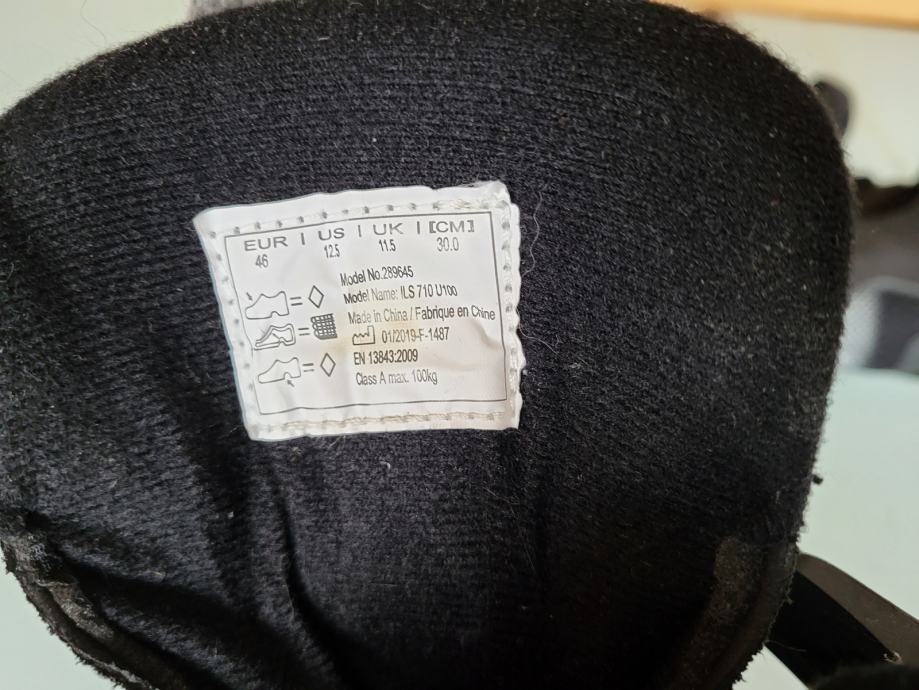 EUR | US | UK | [CM]
46 12.5 11.5 30.0
Model No.289645
Model Name: ILS 710 U100
Made in China / Fabrique en Chine
01/2019-F-1487
EN 13843:2009
Class A max. 100kg